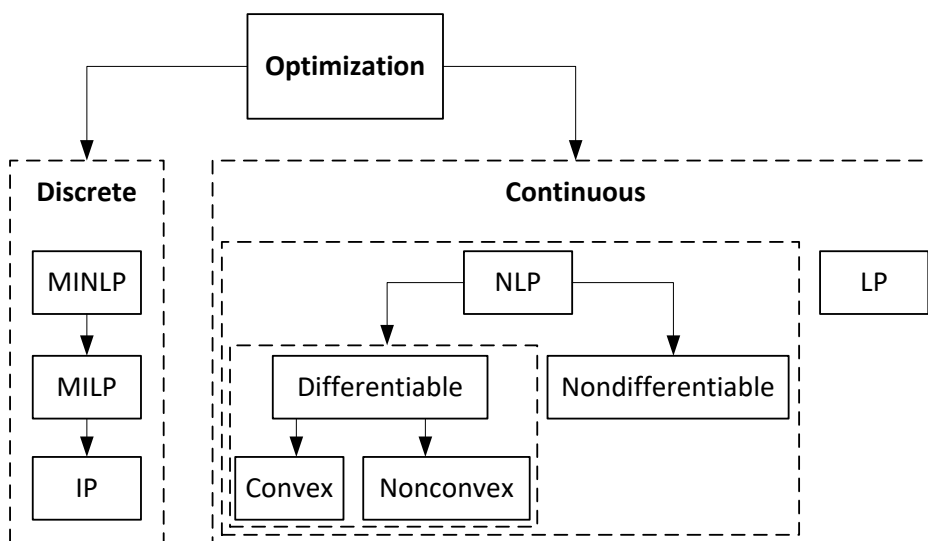 Optimization
Discrete
Continuous
MINLP
NLP
LP
MILP
Differentiable
Nondifferentiable
IP
Convex
Nonconvex